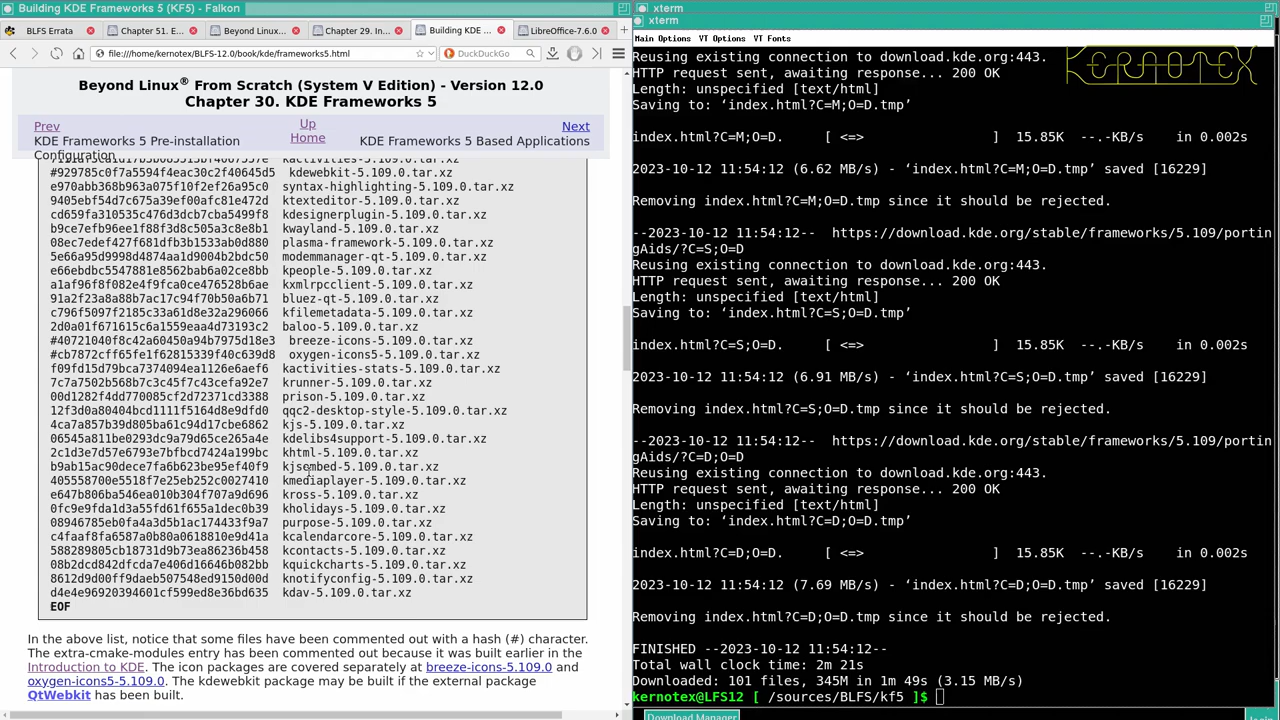 Building KDE Frameworks 5 (KF5) - Falkon
BLFS Errata
Chapter 51. E...
Beyond Linux...
Chapter 29. In...
Building KDE ...
LibreOffice-7.6.0
file:///home/kernotex/BLFS-12.0/book/kde/frameworks5.html
DuckDuckGo
Beyond Linux® From Scratch (System V Edition) - Version 12.0
Chapter 30. KDE Frameworks 5
Prev
Up
Next
KDE Frameworks 5 Pre-installation Configuration
Home
KDE Frameworks 5 Based Applications
kactivities-5.109.0.tar.xz
#929785c0f7a5594f4eac30c2f40645d5  kdewebkit-5.109.0.tar.xz
e970abb368b963a075f10f2ef26a95c0  syntax-highlighting-5.109.0.tar.xz
9405ebf54d7c675a39ef00afc81e472d  ktexteditor-5.109.0.tar.xz
cd659fa310535c476d3dcb7cba5499f8  kdesignerplugin-5.109.0.tar.xz
b9ce7efb96ee1f88f3d8c505a3c8e8b1  kwayland-5.109.0.tar.xz
08ec7edef427f681dfb3b1533ab0d880  plasma-framework-5.109.0.tar.xz
5e66a95d9998d4aa1d9d004b2bdc50  modemmanager-qt-5.109.0.tar.xz
e66ebdbc5547881e8562bab6a02ce8bb  kpeople-5.109.0.tar.xz
a1af96f8f082e4f9fca0ce476528b6ae  kxmlrpcclient-5.109.0.tar.xz
91a2f23a8a88b7ac17c94f70b50a6b71  bluez-qt-5.109.0.tar.xz
c796f5097f2185c33a61d8e32a296066  kfilemetadata-5.109.0.tar.xz
2d0a01f671615c6a1559eaa4d73193c2  baloo-5.109.0.tar.xz
#40721040f8c42a60450a9b7975d18e3  breeze-icons-5.109.0.tar.xz
#cb7872cff65fe1f62815339f40c639d8  oxygen-icons5-5.109.0.tar.xz
f09fd15d79bca7374094ea1126e6aef6  kactivities-stats-5.109.0.tar.xz
7c7a7502b568b7c3c45f7c43cefa92e7  krunner-5.109.0.tar.xz
00d1282f4dd770085cf2d72371cd3388  prison-5.109.0.tar.xz
12f3d0a80404bcd1111f5164d8e9dfd0  qqc2-desktop-style-5.109.0.tar.xz
4ca7a857b39d805ba61c94d17cbe6862  kjs-5.109.0.tar.xz
06545a811be0293dc9a79d65ce265a4e  kdelibs4support-5.109.0.tar.xz
2c1d3e7d57e6793e7bfbcd7424a199bc  khtml-5.109.0.tar.xz
b9ab15ac90dece7fa6b623be95ef40f9  kjsembed-5.109.0.tar.xz
405558700e5518f7e25eb252c0027410  kmediaplayer-5.109.0.tar.xz
e647b806ba546ea010b304f707a9d696  kross-5.109.0.tar.xz
0fc9e9fda1d3a55fd61f655a1dec0b39  kholidays-5.109.0.tar.xz
08946785eb0fa4a3d5b1ac174433f9a7  purpose-5.109.0.tar.xz
c4faaf8fa6587a0b80a0618810e9d41a  kcalendarcore-5.109.0.tar.xz
588289805cb18731d9b73ea86236b458  kcontacts-5.109.0.tar.xz
08b2dcd842dfcda7e406d16646b082bb  kquickcharts-5.109.0.tar.xz
8612d9d00ff9daeb507548ed9150d00d  knotifyconfig-5.109.0.tar.xz
d4e4e96920394601cf599ed8e36bd635  kdav-5.109.0.tar.xz
EOF
In the above list, notice that some files have been commented out with a hash (#) character.
The extra-cmake-modules entry has been commented out because it was built earlier in the
Introduction to KDE. The icon packages are covered separately at breeze-icons-5.109.0 and
oxygen-icons5-5.109.0. The kdewebkit package may be built if the external package
QtWebkit has been built.
xterm
xterm
Main Options  VT Options  VT Fonts
KERNOTEX
Reusing existing connection to download.kde.org:443.
HTTP request sent, awaiting response... 200 OK
Length: unspecified [text/html]
Saving to: ‘index.html?C=M;O=D.tmp’
index.html?C=M;O=D.     [ <=>                ]  15.85K  --.-KB/s    in 0.002s
2023-10-12 11:54:12 (6.62 MB/s) - ‘index.html?C=M;O=D.tmp’ saved [16229]
Removing index.html?C=M;O=D.tmp since it should be rejected.
--2023-10-12 11:54:12--  https://download.kde.org/stable/frameworks/5.109/portin
gAids/?C=S;O=D
Reusing existing connection to download.kde.org:443.
HTTP request sent, awaiting response... 200 OK
Length: unspecified [text/html]
Saving to: ‘index.html?C=S;O=D.tmp’
index.html?C=S;O=D.     [ <=>                ]  15.85K  --.-KB/s    in 0.002s
2023-10-12 11:54:12 (6.91 MB/s) - ‘index.html?C=S;O=D.tmp’ saved [16229]
Removing index.html?C=S;O=D.tmp since it should be rejected.
--2023-10-12 11:54:12--  https://download.kde.org/stable/frameworks/5.109/portin
gAids/?C=D;O=D
Reusing existing connection to download.kde.org:443.
HTTP request sent, awaiting response... 200 OK
Length: unspecified [text/html]
Saving to: ‘index.html?C=D;O=D.tmp’
index.html?C=D;O=D.     [ <=>                ]  15.85K  --.-KB/s    in 0.002s
2023-10-12 11:54:12 (7.69 MB/s) - ‘index.html?C=D;O=D.tmp’ saved [16229]
Removing index.html?C=D;O=D.tmp since it should be rejected.
FINISHED --2023-10-12 11:54:12--
Total wall clock time: 2m 21s
Downloaded: 101 files, 345M in 1m 49s (3.15 MB/s)
kernotex@LFS12 [ /sources/BLFS/kf5 ]$
Download Manager